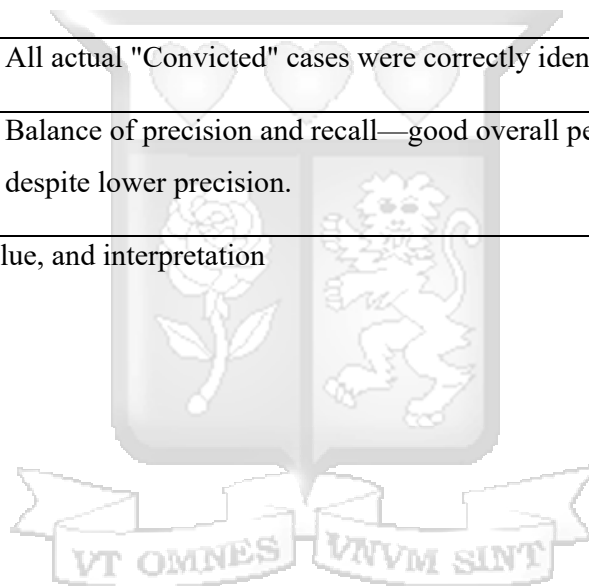 All actual "Convicted" cases were correctly iden
Balance of precision and recall—good overall pe
despite lower precision.
lue, and interpretation
VT OMNES VNVM SINT